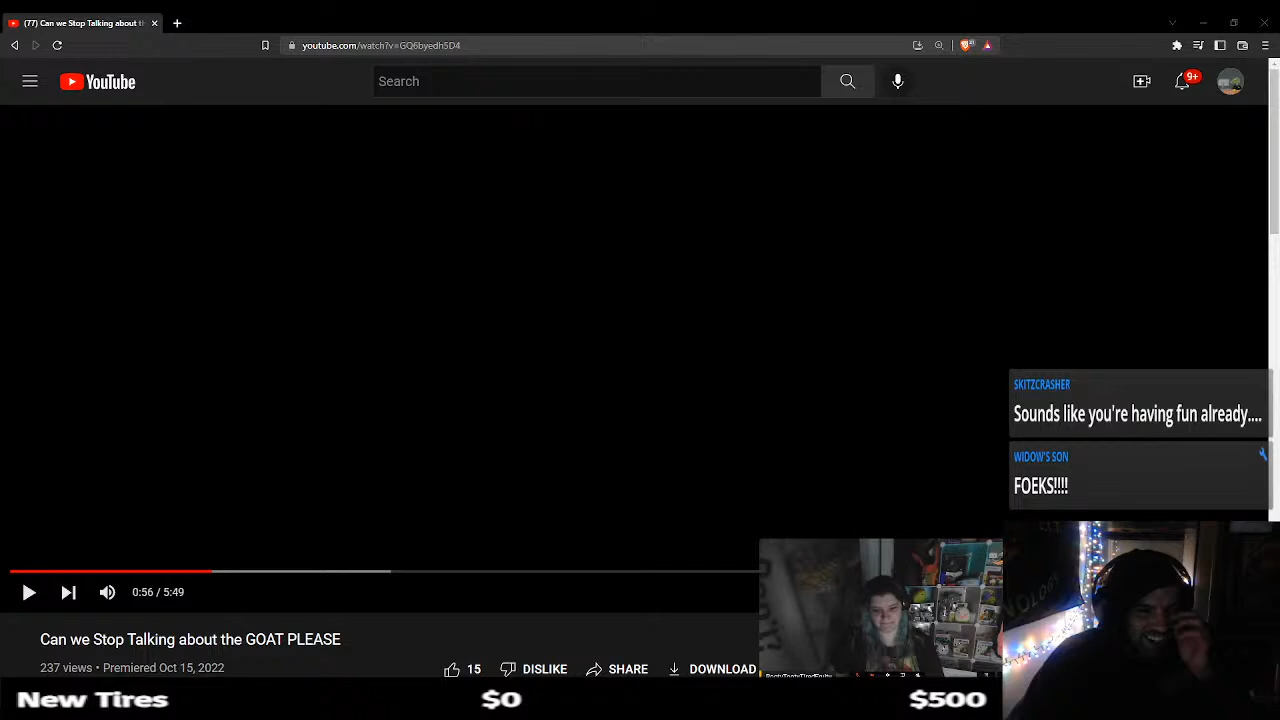 (77) Can we Stop Talking about t
youtube.com/watch?v=GQ6byedh5D4
21
YouTube
Search
9+
SKITZCRASHER
Sounds like you're having fun already....
WIDOW'S SON
FOEKS!!!!
0:56 / 5:49
Can we Stop Talking about the GOAT PLEASE
237 views • Premiered Oct 15, 2022
15
DISLIKE
SHARE
DOWNLOAD
New Tires
$0
$500